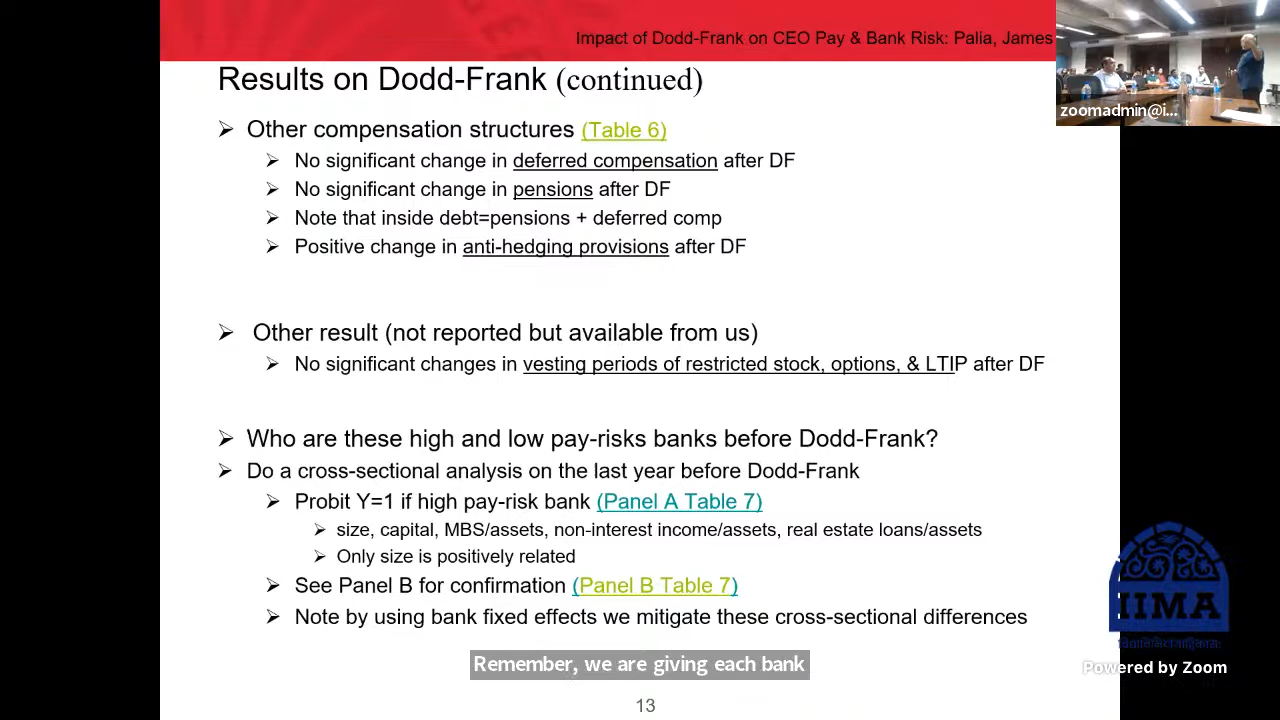 Impact of Dodd-Frank on CEO Pay & Bank Risk: Palia, James
zoomadmin@i...
Results on Dodd-Frank (continued)
Other compensation structures (Table 6)
No significant change in deferred compensation after DF
No significant change in pensions after DF
Note that inside debt=pensions + deferred comp
Positive change in anti-hedging provisions after DF
Other result (not reported but available from us)
No significant changes in vesting periods of restricted stock, options, & LTIP after DF
Who are these high and low pay-risks banks before Dodd-Frank?
Do a cross-sectional analysis on the last year before Dodd-Frank
Probit Y=1 if high pay-risk bank (Panel A Table 7)
size, capital, MBS/assets, non-interest income/assets, real estate loans/assets
Only size is positively related
See Panel B for confirmation (Panel B Table 7)
Note by using bank fixed effects we mitigate these cross-sectional differences
IIMA
Remember, we are giving each bank
Powered by Zoom
13